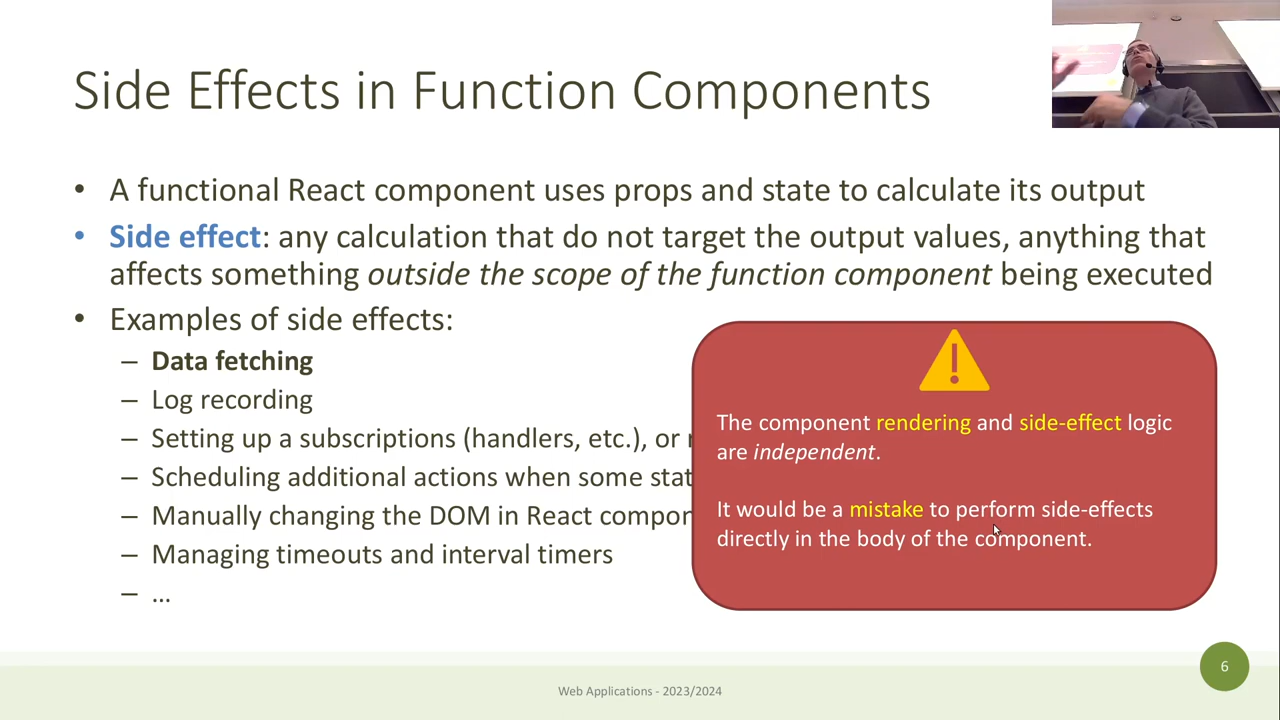 Side Effects in Function Components
• A functional React component uses props and state to calculate its output
• Side effect: any calculation that do not target the output values, anything that
affects something outside the scope of the function component being executed
• Examples of side effects:
– Data fetching
– Log recording
– Setting up a subscriptions (handlers, etc.), or
– Scheduling additional actions when some
– Manually changing the DOM in React
– Managing timeouts and interval timers
– …
The component rendering and side-effect logic
are independent.
It would be a mistake to perform side-effects
directly in the body of the component.
Web Applications - 2023/2024
6